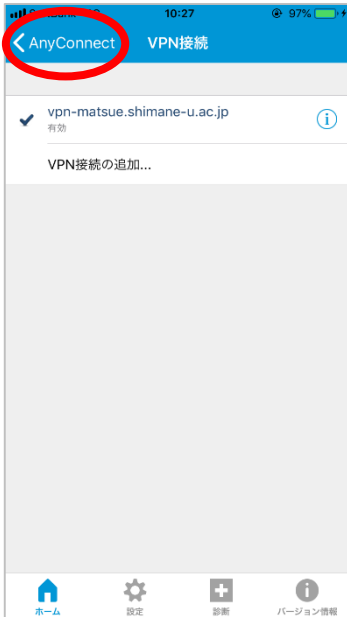 10:27
97%
AnyConnect
VPN接続
vpn-matsue.shimane-u.ac.jp
有効
VPN接続の追加...
ホーム
設定
診断
バージョン情報